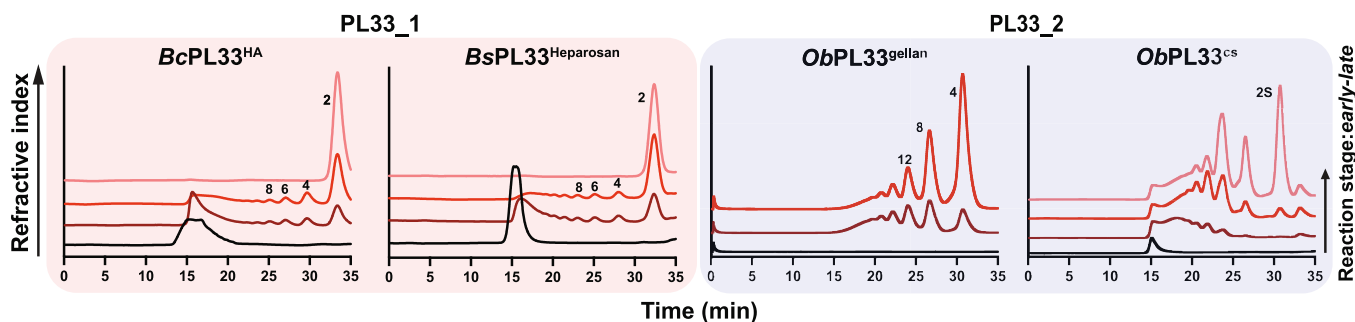 PL33_1
PL33_2
BcPL33HA
BsPL33Heparosan
ObPL33gellan
ObPL33cs
Refractive index
Reaction stage:early-late
2
8 6 4
2
8 6 4
12
8
4
2S
0 5 10 15 20 25 30 35
0 5 10 15 20 25 30 35
0 5 10 15 20 25 30 35
0 5 10 15 20 25 30 35
Time (min)